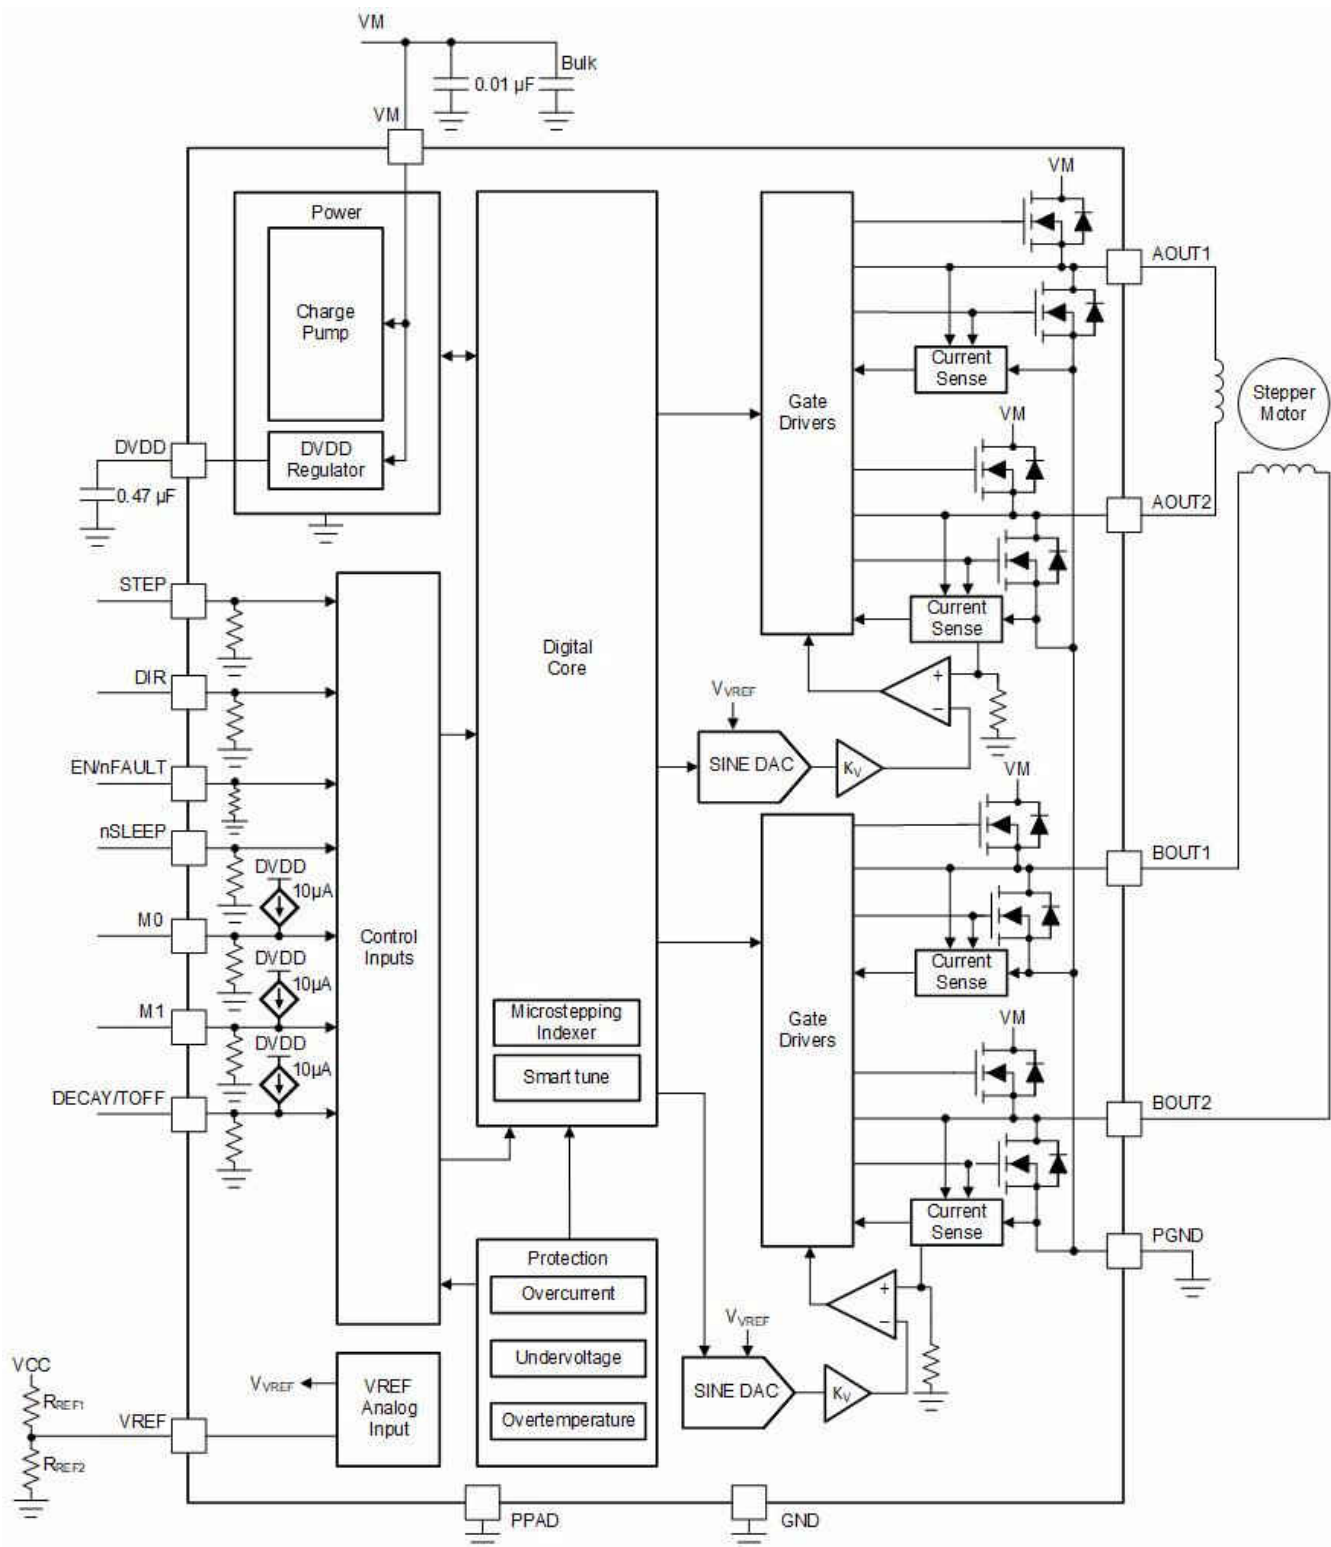 VM
Bulk
0.01 µF
VM
VM
Power
AOUT1
Charge
Pump
Current
Sense
Gate
Drivers
Stepper
Motor
VM
DVDD
DVDD
Regulator
0.47 µF
AOUT2
STEP
Current
Sense
Digital
Core
DIR
+
VVREF
−
EN/nFAULT
SINE DAC
KV
VM
nSLEEP
BOUT1
DVDD
10µA
M0
Control
Inputs
DVDD
Current
Sense
10µA
M1
Microstepping
Indexer
Gate
Drivers
VM
DVDD
10µA
Smart tune
DECAY/TOFF
BOUT2
Current
Sense
PGND
Protection
Overcurrent
+
VVREF
−
VCC
Undervoltage
VVREF
VREF
Analog
Input
SINE DAC
KV
RREF1
VREF
Overtemperature
RREF2
PPAD
GND